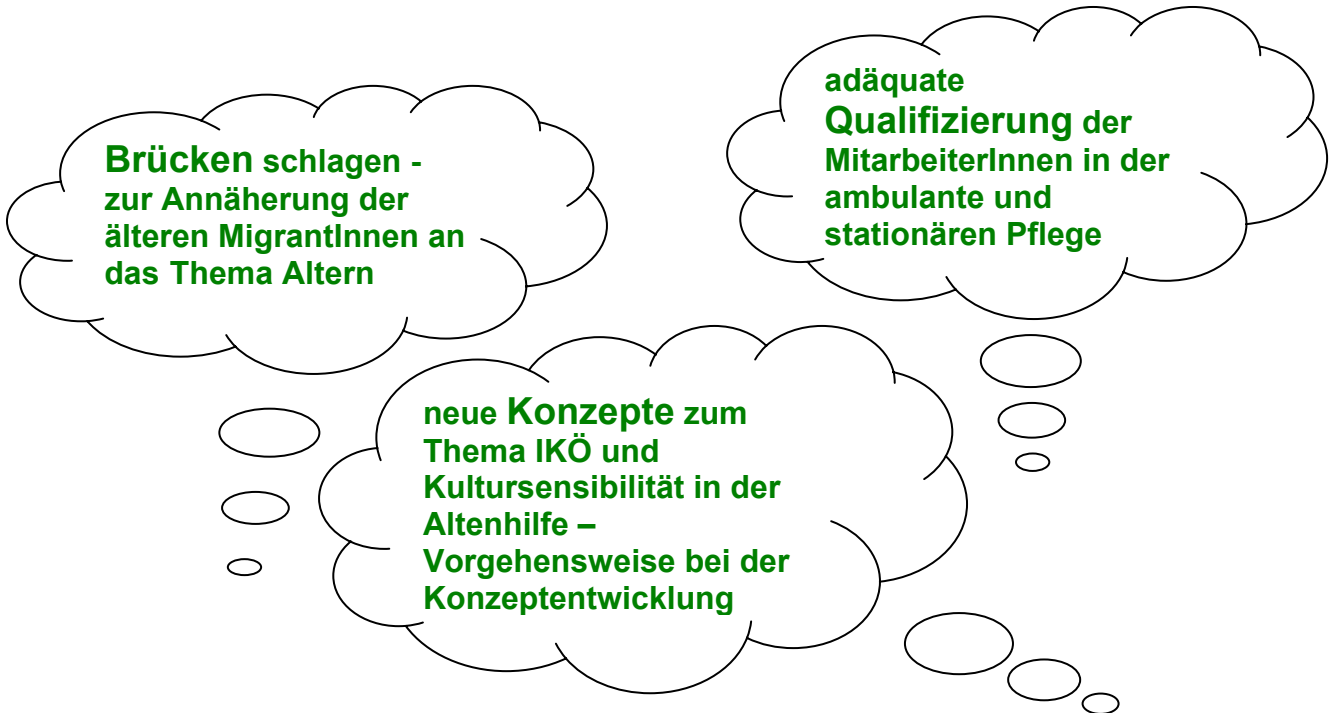 Brücken schlagen -
zur Annäherung der
älteren MigrantInnen an
das Thema Altern
adäquate
Qualifizierung der
MitarbeiterInnen in der
ambulante und
stationären Pflege
neue Konzepte zum
Thema IKÖ und
Kultursensibilität in der
Altenhilfe –
Vorgehensweise bei der
Konzeptentwicklung